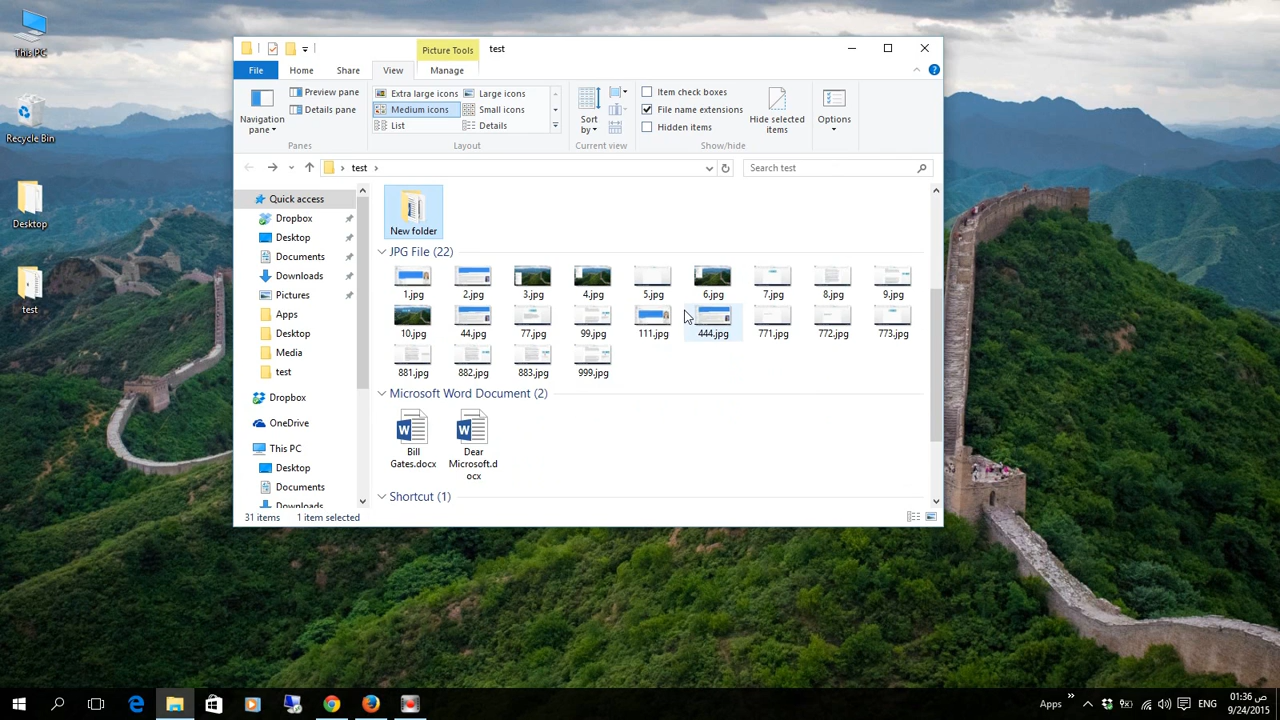 This PC
Recycle Bin
Desktop
test
Picture Tools
test
File
Home
Share
View
Manage
Navigation
pane
Preview pane
Details pane
Panes
Extra large icons
Large icons
Medium icons
Small icons
List
Details
Layout
Sort
by
Current view
Item check boxes
File name extensions
Hidden items
Hide selected
items
Show/hide
Options
test
Search test
Quick access
Dropbox
Desktop
Documents
Downloads
Pictures
Apps
Desktop
Media
test
Dropbox
OneDrive
This PC
Desktop
Documents
Downloads
New folder
JPG File (22)
1.jpg 2.jpg 3.jpg 4.jpg 5.jpg 6.jpg 7.jpg 8.jpg 9.jpg
10.jpg 44.jpg 77.jpg 99.jpg 111.jpg 444.jpg 771.jpg 772.jpg 773.jpg
881.jpg 882.jpg 883.jpg 999.jpg
Microsoft Word Document (2)
Bill
Gates.docx
Dear
Microsoft.d
ocx
Shortcut (1)
31 items 1 item selected
Apps
ENG
01:36 ص
9/24/2015